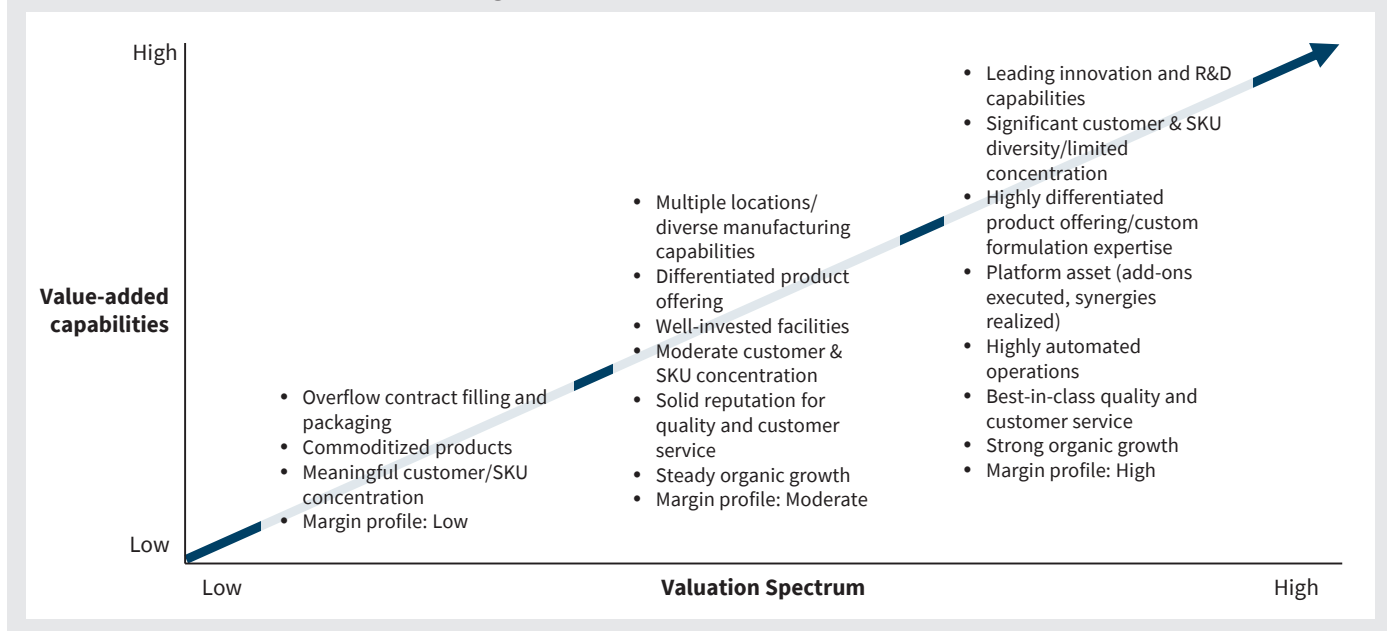 High
Value-added
capabilities
Low
• Overflow contract filling and
packaging
• Commoditized products
• Meaningful customer/SKU
concentration
• Margin profile: Low
• Multiple locations/
diverse manufacturing
capabilities
• Differentiated product
offering
• Well-invested facilities
• Moderate customer &
SKU concentration
• Solid reputation for
quality and customer
service
• Steady organic growth
• Margin profile: Moderate
• Leading innovation and R&D
capabilities
• Significant customer & SKU
diversity/limited
concentration
• Highly differentiated
product offering/custom
formulation expertise
• Platform asset (add-ons
executed, synergies
realized)
• Highly automated
operations
• Best-in-class quality and
customer service
• Strong organic growth
• Margin profile: High
Low
Valuation Spectrum
High